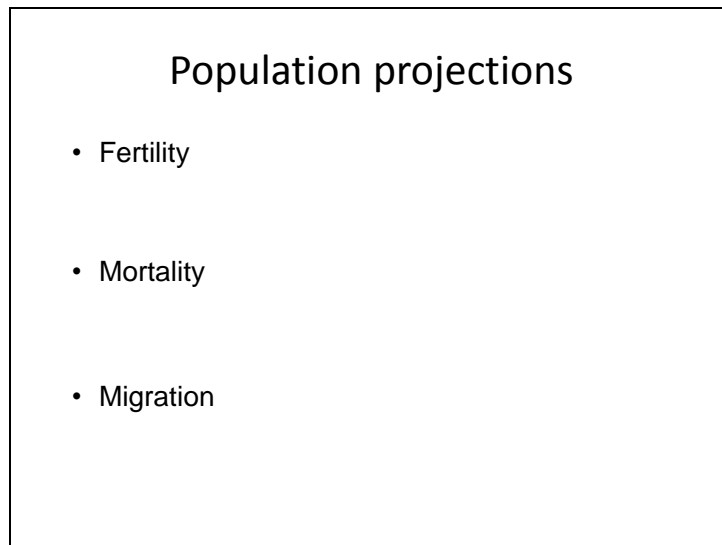 Population projections
• Fertility
• Mortality
• Migration